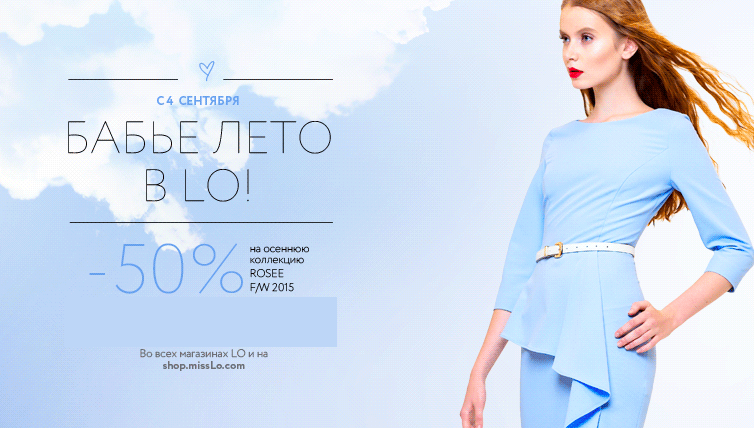 С 4 СЕНТЯБРЯ
БАБЬЕ ЛЕТО
В LO!
-50%
на осеннюю
коллекцию
ROSEE
F/W 2015
Во всех магазинах LO и на
shop.missLo.com